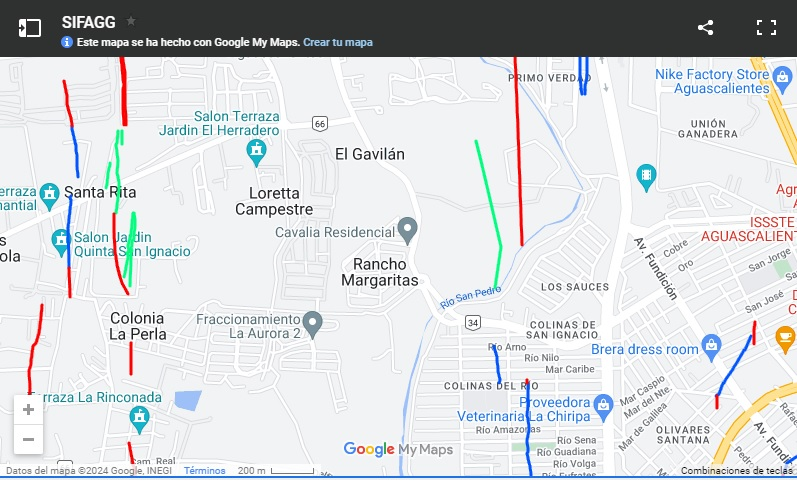 SIFAGG
Este mapa se ha hecho con Google My Maps. Crear tu mapa
PRIMO VERDAD
Nike Factory Store
Aguascalientes
Salon Terraza
Jardin El Herradero
66
UNIÓN
GANADERA
El Gavilán
Santa Rita
Loretta
Campestre
Cavalia Residencial
ISSSTE
AGUASCALIENT
Salon Jardin
Quinta San Ignacio
Av. Fundición
Cobre
Oro
San Jorge
Rancho
Margaritas
LOS SAUCES
Río San Pedro
San José
Colonia
La Perla
Fraccionamiento
La Aurora 2
34
COLINAS DE
SAN IGNACIO
Río Arno
Río Nilo
Mar Caribe
Brera dress room
COLINAS DEL RIO
Mar Caspio
Mar del Nte.
Mar de Galilea
Terraza La Rinconada
Proveedora
Veterinaria La Chiripa
Río Amazonas
OLIVARES
SANTANA
Río Sena
Río Guadiana
Río Volga
Río Eufrates
Av. Fundi
Google My Maps
Cam. Real
Datos del mapa ©2024 Google, INEGI
Términos
200 m
Combinaciones de teclas